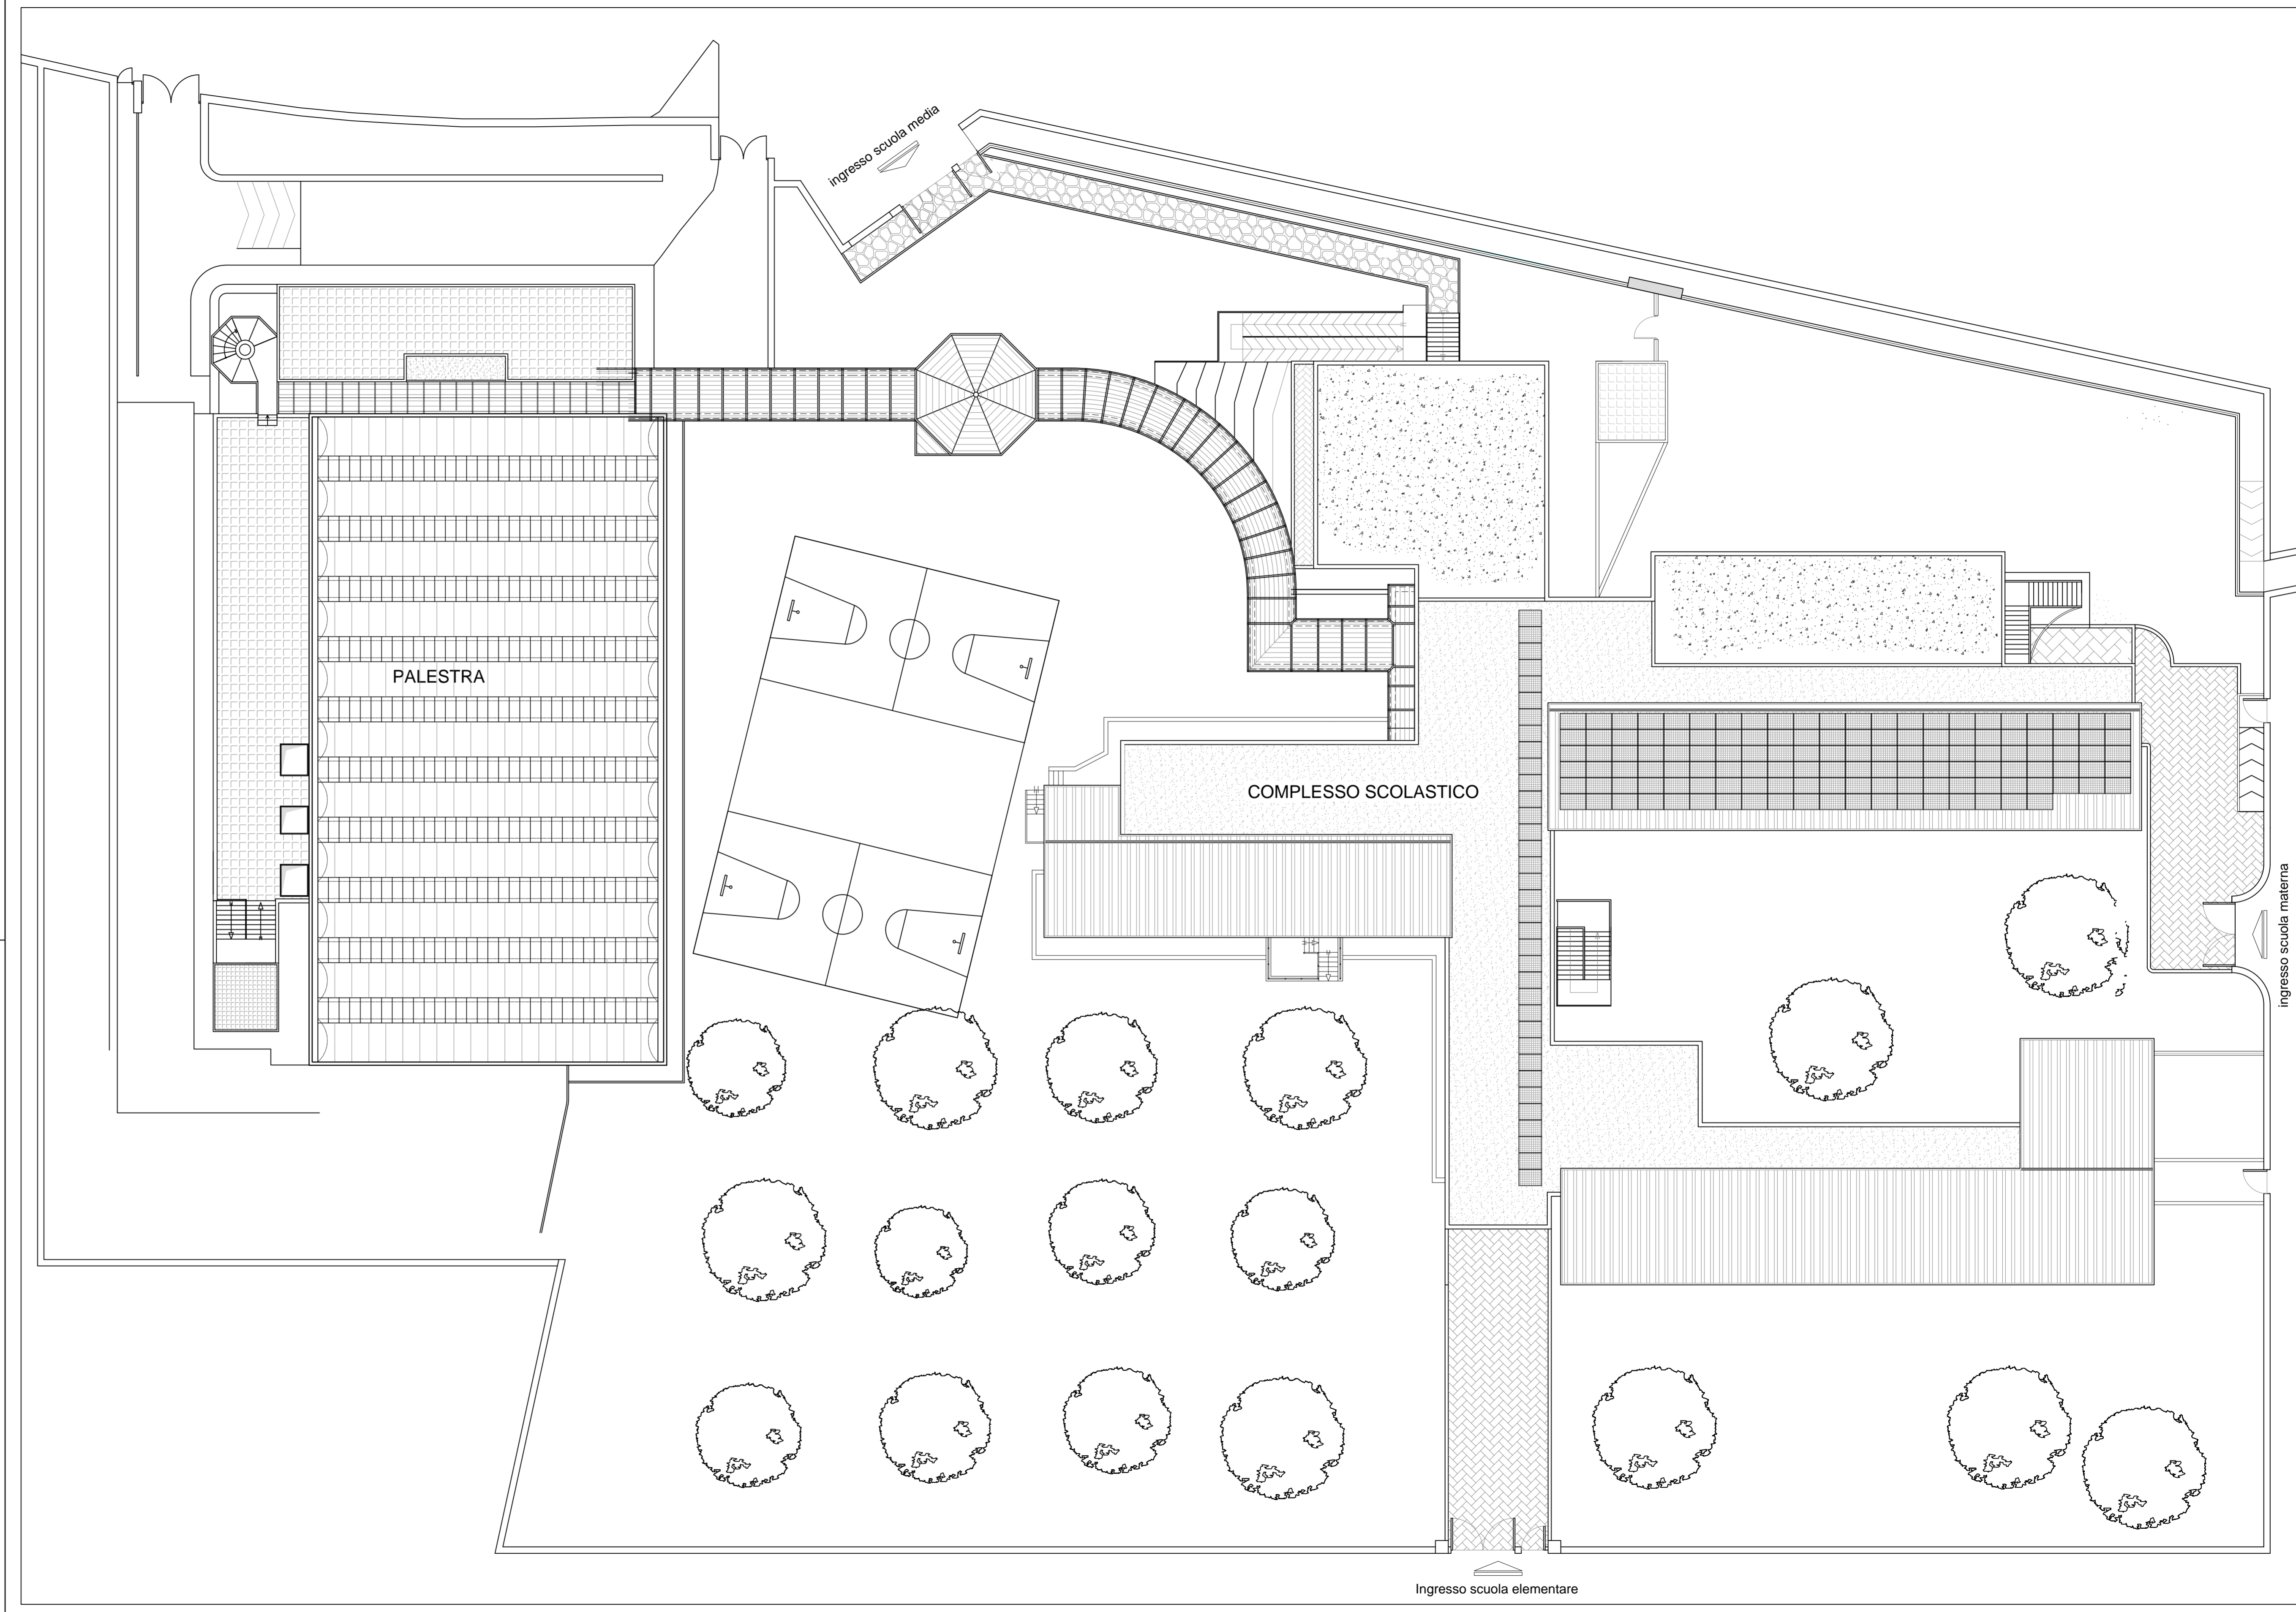 ingresso scuola media
PALESTRA
COMPLESSO SCOLASTICO
ingresso scuola materna
Ingresso scuola elementare